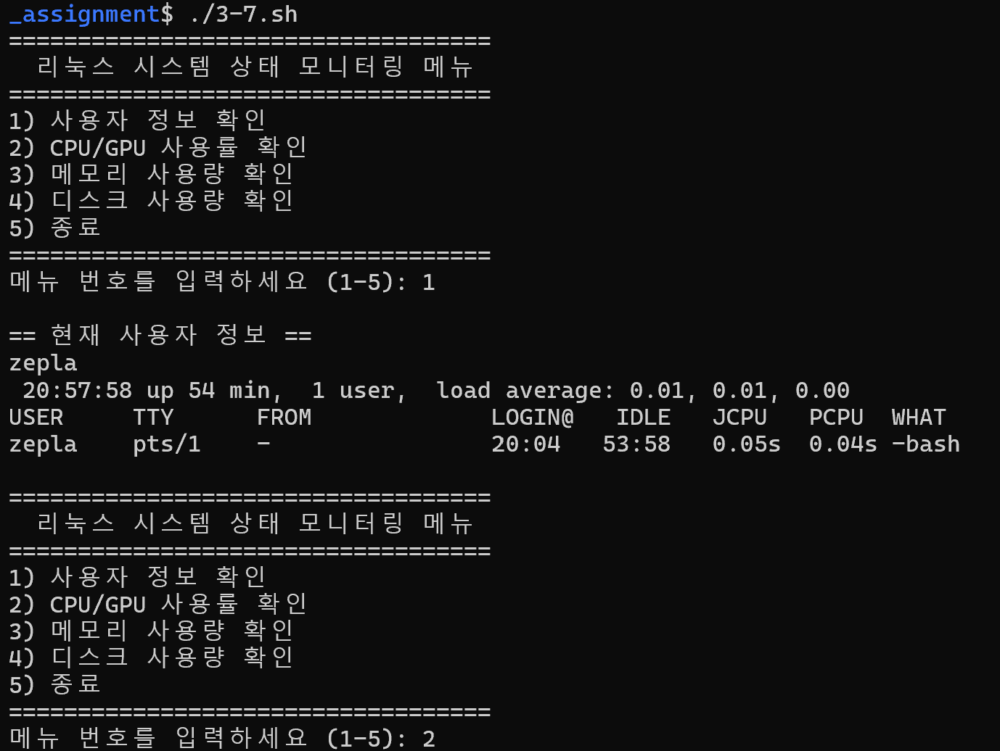 _assignment$ ./3-7.sh
===================================
  리눅스 시스템 상태 모니터링 메뉴
===================================
1) 사용자 정보 확인
2) CPU/GPU 사용률 확인
3) 메모리 사용량 확인
4) 디스크 사용량 확인
5) 종료
===================================
메뉴 번호를 입력하세요 (1-5): 1

== 현재 사용자 정보 ==
zepla
 20:57:58 up 54 min,  1 user,  load average: 0.01, 0.01, 0.00
USER     TTY      FROM             LOGIN@   IDLE   JCPU   PCPU  WHAT
zepla    pts/1    -                20:04   53:58   0.05s  0.04s -bash

===================================
  리눅스 시스템 상태 모니터링 메뉴
===================================
1) 사용자 정보 확인
2) CPU/GPU 사용률 확인
3) 메모리 사용량 확인
4) 디스크 사용량 확인
5) 종료
===================================
메뉴 번호를 입력하세요 (1-5): 2